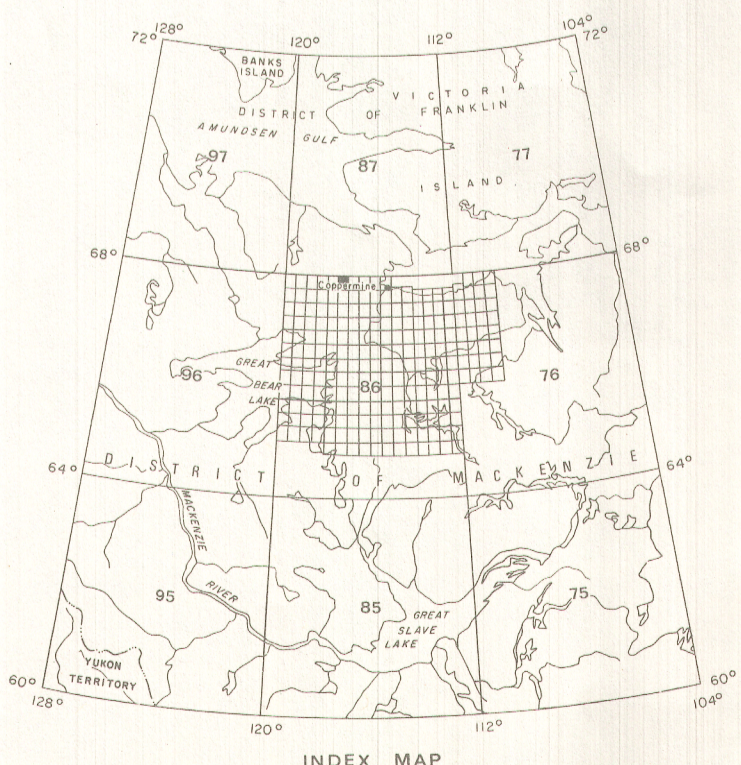 128°
120°
112°
104°
72°
72°
BANKS
ISLAND
VICTORIA
DISTRICT OF FRANKLIN
AMUNDSEN GULF
97
87
77
ISLAND
68°
68°
Coppermine
GREAT
BEAR
LAKE
96
86
76
DISTRICT OF MACKENZIE
64°
64°
MACKENZIE
RIVER
95
85
75
GREAT
SLAVE
LAKE
YUKON
TERRITORY
60°
60°
128°
120°
112°
104°
INDEX MAP